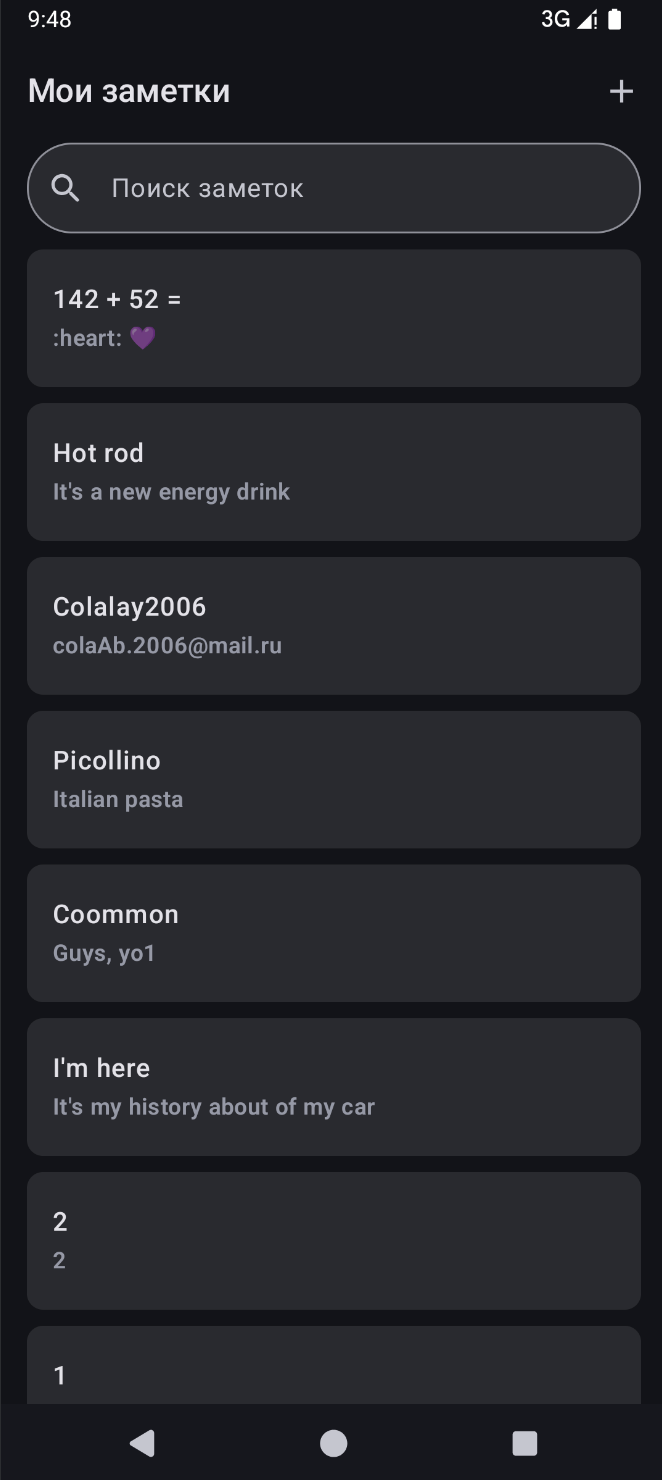 9:48
3G
Мои заметки
Поиск заметок
142 + 52 =
:heart: 💜
Hot rod
It's a new energy drink
Colalay2006
colaAb.2006@mail.ru
Picollino
Italian pasta
Coommon
Guys, yo1
I'm here
It's my history about of my car
2
2
1